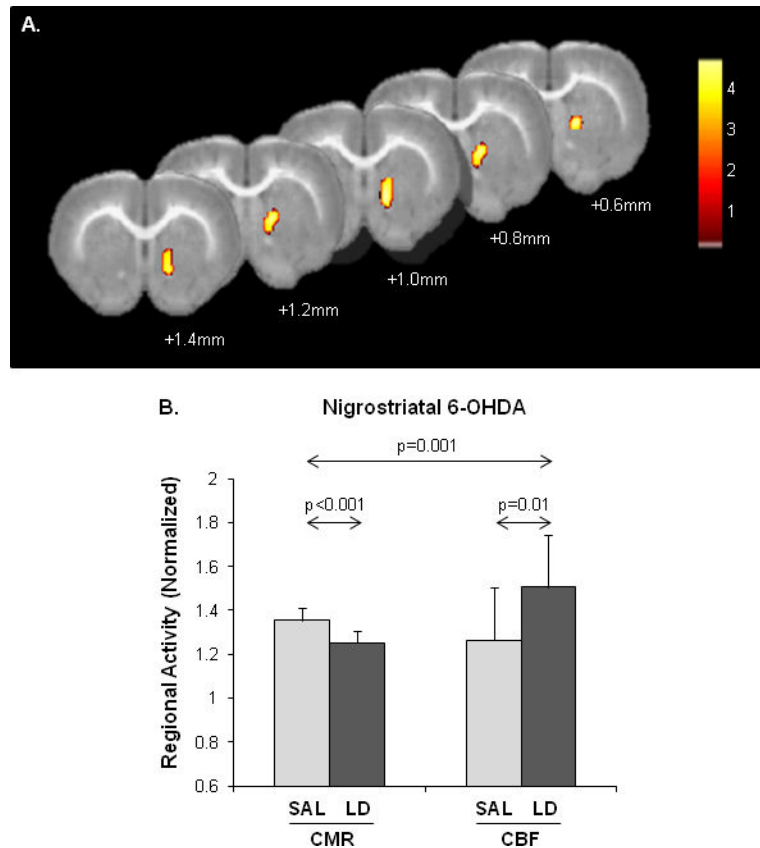 A.
4
3
2
1
+0.6mm
+0.8mm
+1.0mm
+1.2mm
+1.4mm
B.
Nigrostriatal 6-OHDA
p=0.001
p<0.001
p=0.01
Regional Activity (Normalized)
2
1.8
1.6
1.4
1.2
1
0.8
0.6
SAL LD SAL LD
CMR CBF